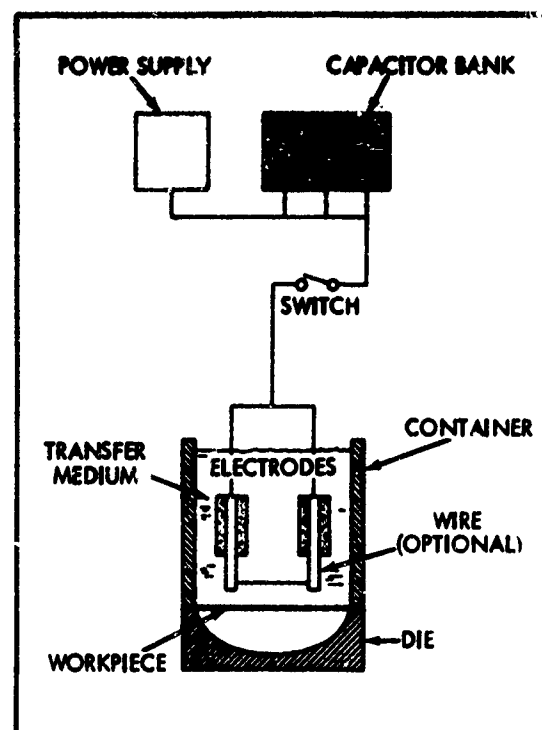 POWER SUPPLY
CAPACITOR BANK
SWITCH
CONTAINER
TRANSFER
MEDIUM
ELECTRODES
WIRE
(OPTIONAL)
WORKPIECE
DIE